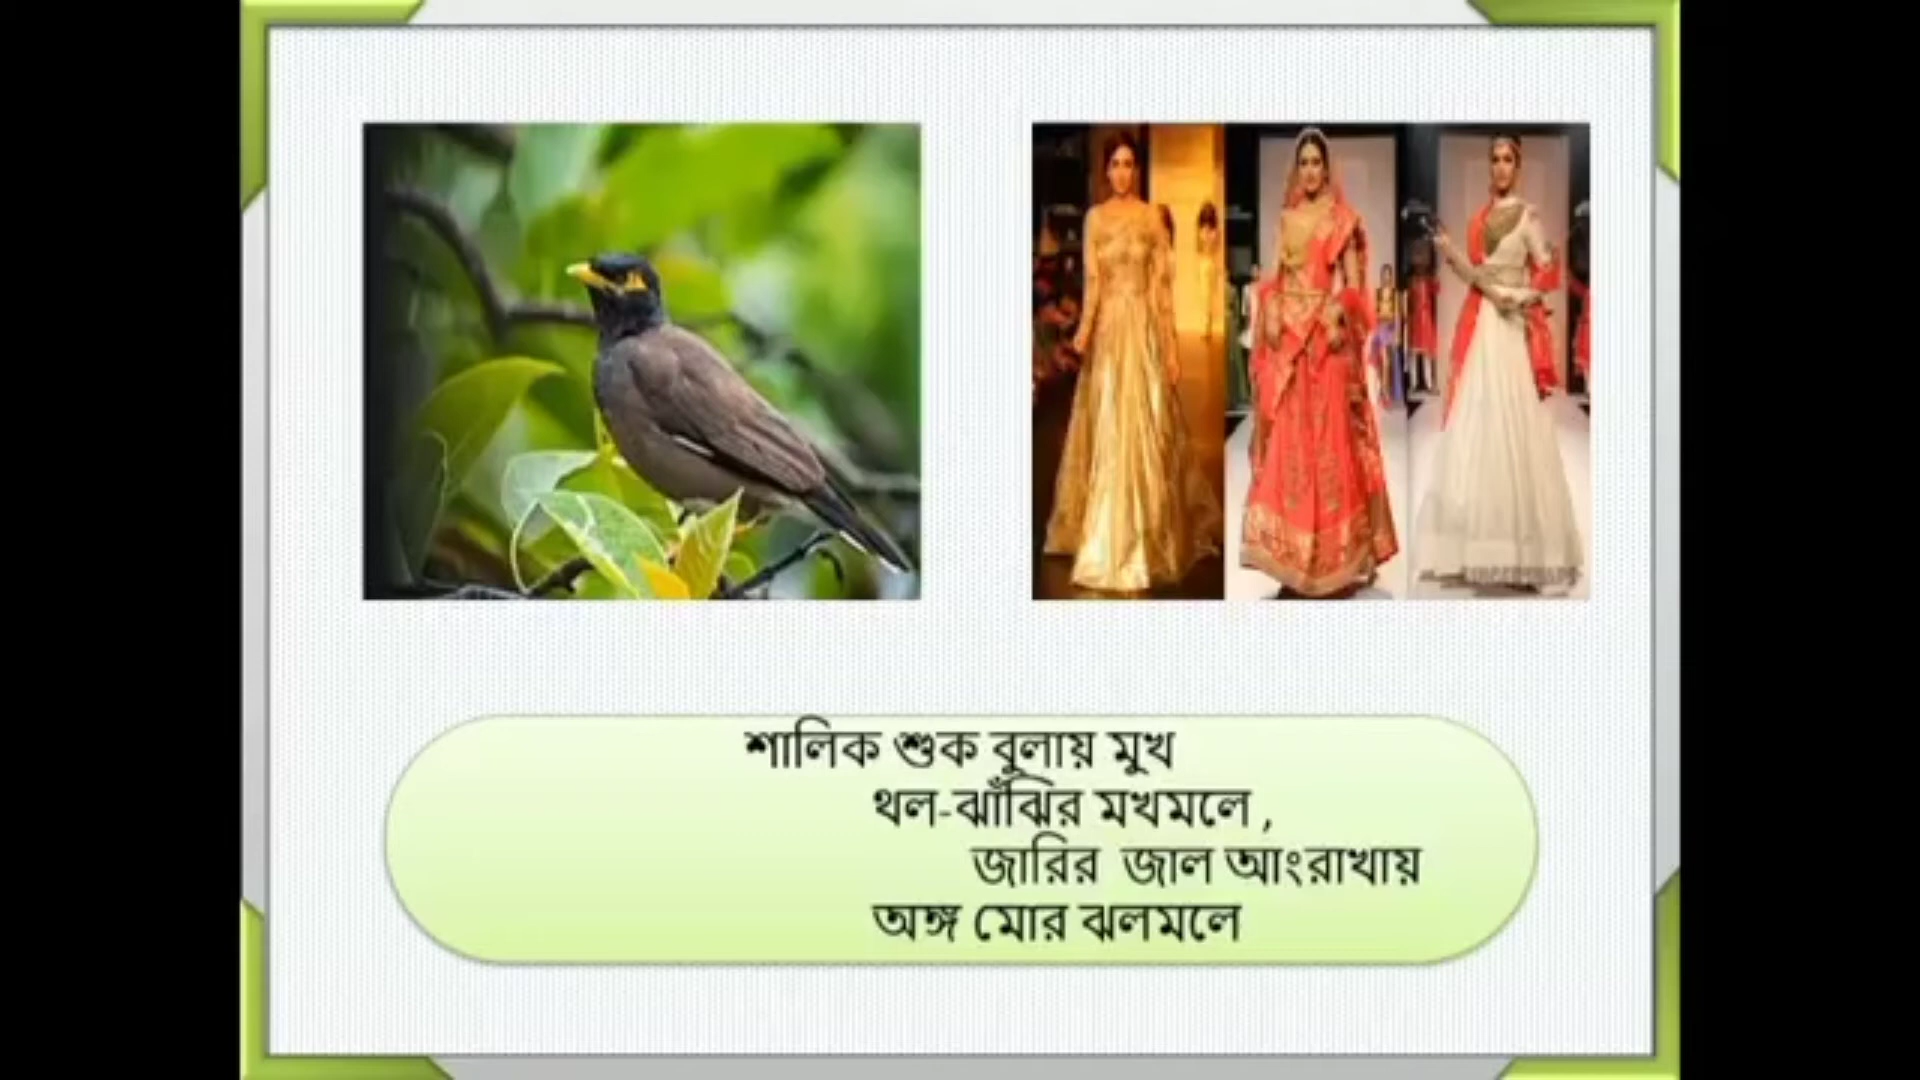 শালিক শুক বুলায় মুখ
থল-ঝাঁঝির মখমলে,
জারির জাল আংরাখায়
অঙ্গ মোর ঝলমলে